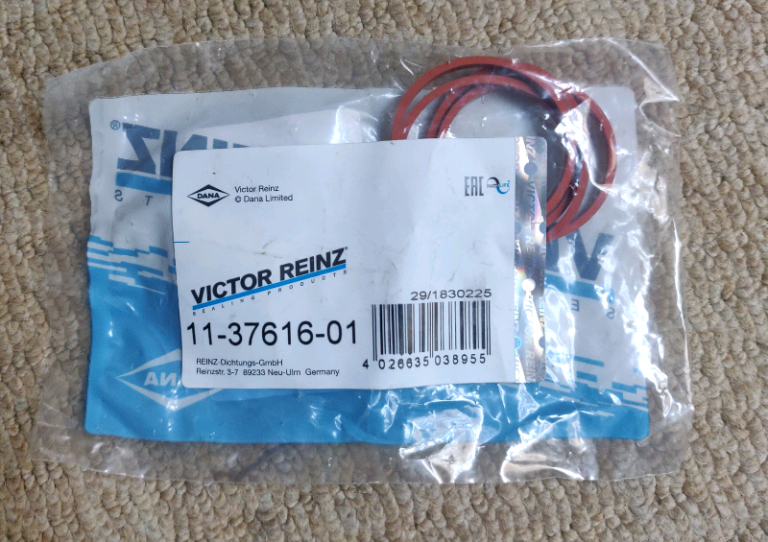 DANA
Victor Reinz
© Dana Limited
EAC
VICTOR REINZ®
SEALING PRODUCTS
29/1830225
11-37616-01
4 026635 038955
REINZ-Dichtungs-GmbH
Reinzstr. 3-7 89233 Neu-Ulm Germany